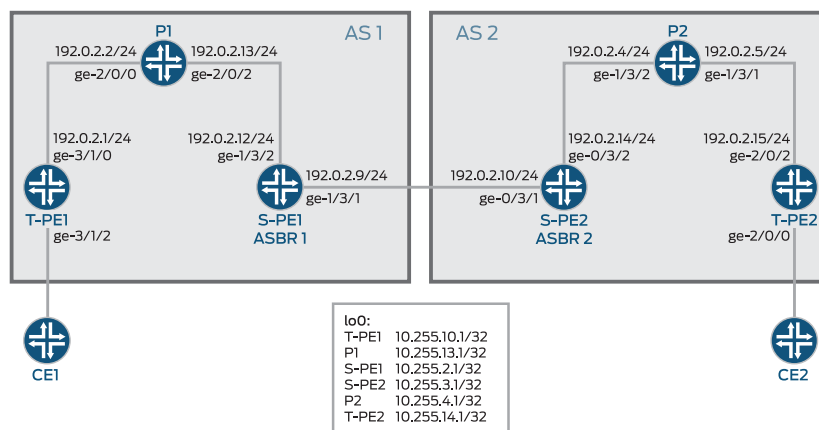 AS 1
P1
192.0.2.2/24
ge-2/0/0
192.0.2.13/24
ge-2/0/2
192.0.2.1/24
ge-3/1/0
T-PE1
ge-3/1/2
192.0.2.12/24
ge-1/3/2
192.0.2.9/24
ge-1/3/1
S-PE1
ASBR 1
CE1
AS 2
P2
192.0.2.4/24
ge-1/3/2
192.0.2.5/24
ge-1/3/1
192.0.2.14/24
ge-0/3/2
192.0.2.10/24
ge-0/3/1
S-PE2
ASBR 2
192.0.2.15/24
ge-2/0/2
T-PE2
ge-2/0/0
CE2
lo0:
T-PE1 10.255.10.1/32
P1 10.255.13.1/32
S-PE1 10.255.2.1/32
S-PE2 10.255.3.1/32
P2 10.255.4.1/32
T-PE2 10.255.14.1/32